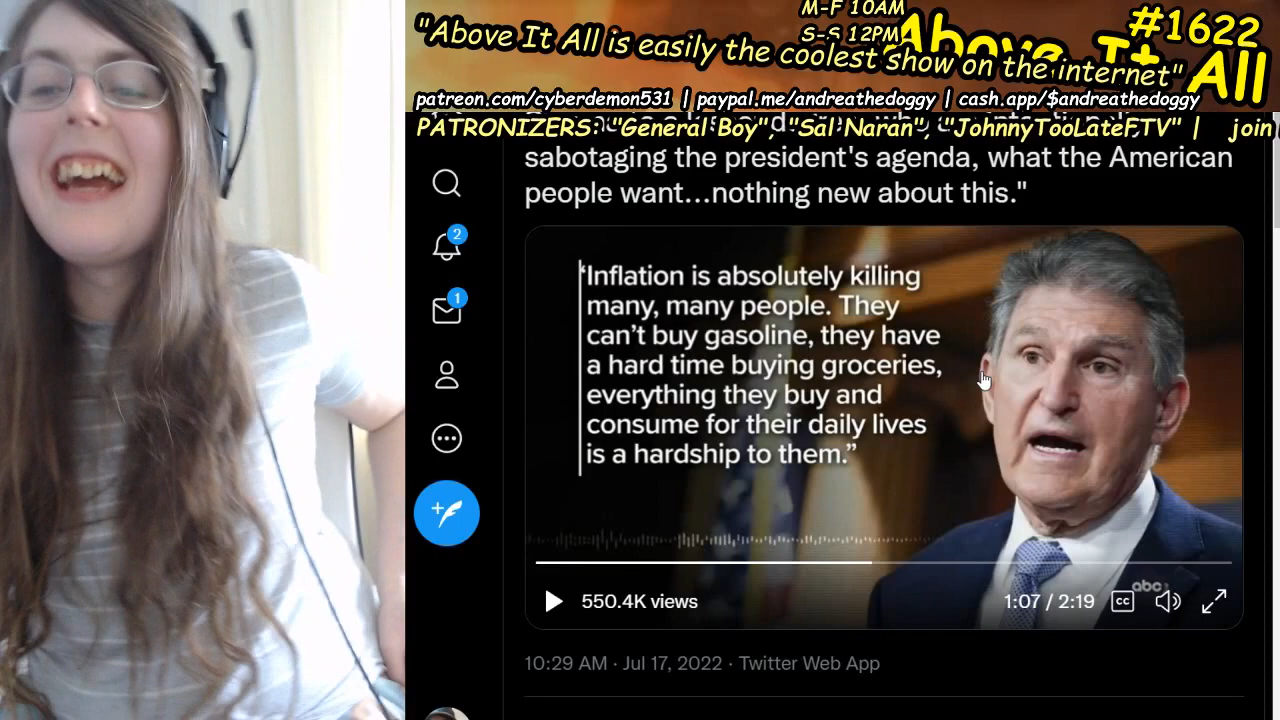 M-F 10AM
S-S 12PM
Above It All
#1622
"Above It All is easily the coolest show on the internet"
patreon.com/cyberdemon531 | paypal.me/andreathedoggy | cash.app/$andreathedoggy
PATRONIZERS: "General Boy", "Sal Naran", "JohnnyTooLateFTV" | join
sabotaging the president's agenda, what the American
people want...nothing new about this."
2
1
‘Inflation is absolutely killing
many, many people. They
can't buy gasoline, they have
a hard time buying groceries,
everything they buy and
consume for their daily lives
is a hardship to them.”
abc
550.4K views
1:07 / 2:19
CC
10:29 AM · Jul 17, 2022 · Twitter Web App